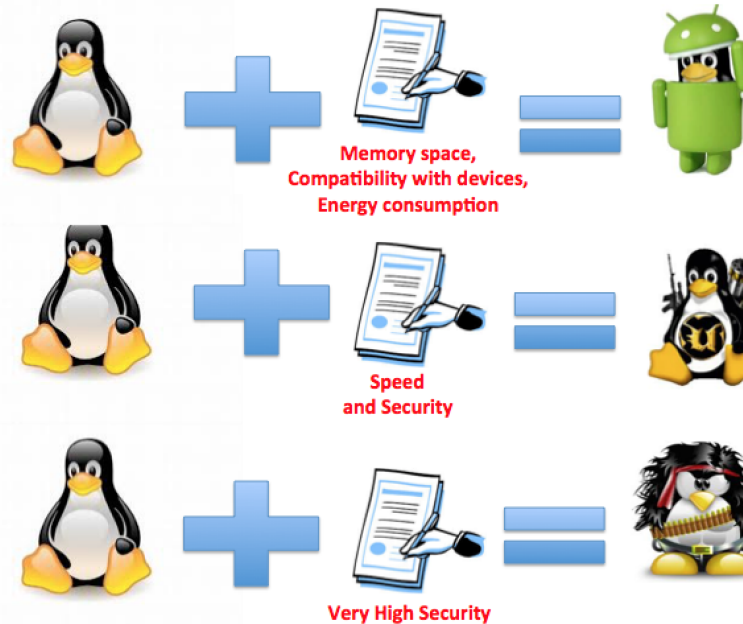 Memory space,
Compatibility with devices,
Energy consumption
Speed
and Security
Very High Security